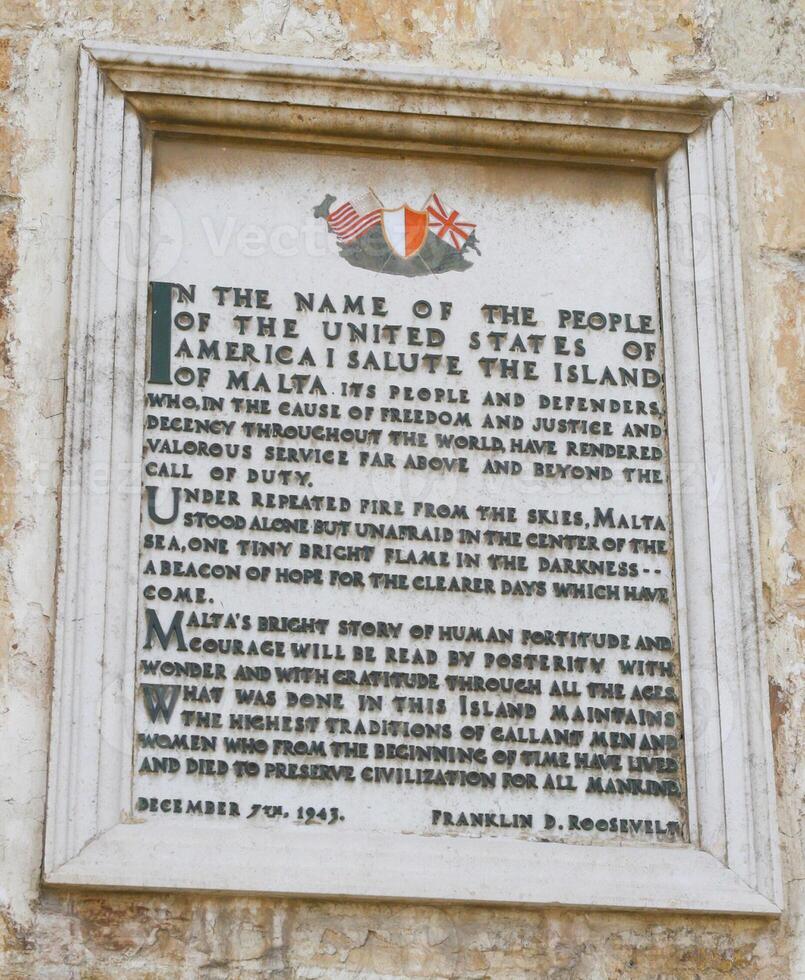 IN THE NAME OF THE PEOPLE
OF THE UNITED STATES OF
AMERICA I SALUTE THE ISLAND
OF MALTA. ITS PEOPLE AND DEFENDERS,
WHO, IN THE CAUSE OF FREEDOM AND JUSTICE AND
DECENCY THROUGHOUT THE WORLD, HAVE RENDERED
VALOROUS SERVICE FAR ABOVE AND BEYOND THE
CALL OF DUTY.
UNDER REPEATED FIRE FROM THE SKIES, MALTA
STOOD ALONE BUT UNAFRAID IN THE CENTER OF THE
SEA, ONE TINY BRIGHT FLAME IN THE DARKNESS--
A BEACON OF HOPE FOR THE CLEARER DAYS WHICH HAVE
COME.
MALTA'S BRIGHT STORY OF HUMAN FORTITUDE AND
COURAGE WILL BE READ BY POSTERITY WITH
WONDER AND WITH GRATITUDE THROUGH ALL THE AGES.
WHAT WAS DONE IN THIS ISLAND MAINTAINS
THE HIGHEST TRADITIONS OF GALLANT MEN AND
WOMEN WHO FROM THE BEGINNING OF TIME HAVE LIVED
AND DIED TO PRESERVE CIVILIZATION FOR ALL MANKIND.
DECEMBER 7TH, 1943. FRANKLIN D. ROOSEVELT